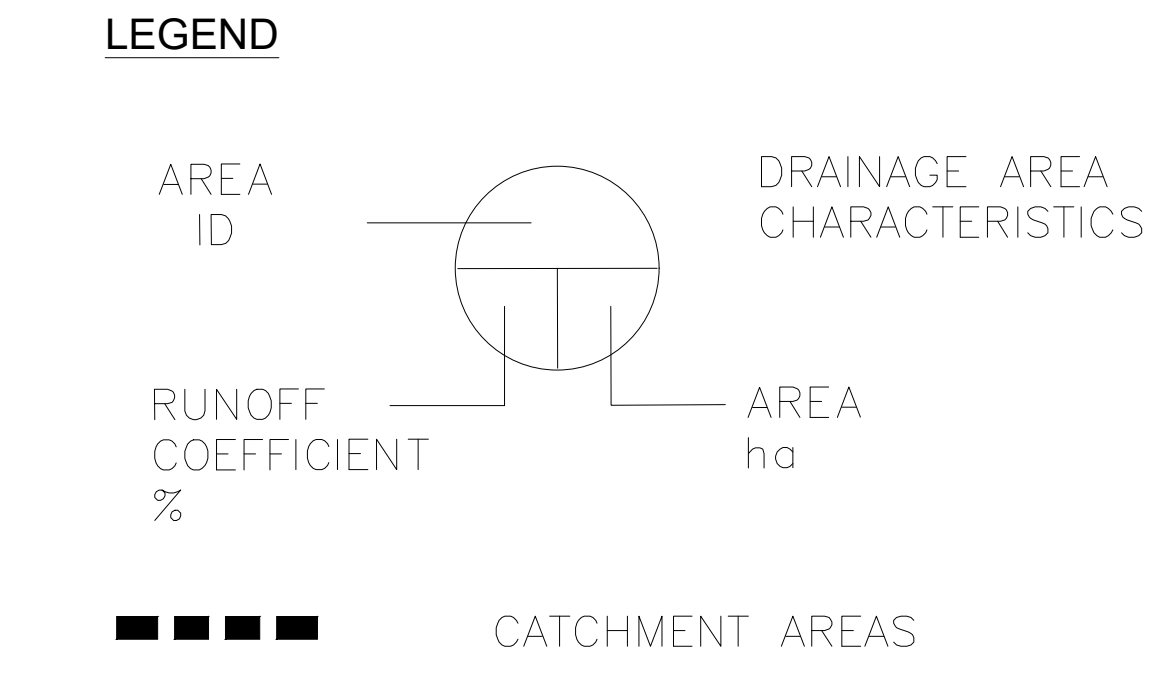 LEGEND
AREA
ID
DRAINAGE AREA
CHARACTERISTICS
RUNOFF
COEFFICIENT
%
AREA
ha
CATCHMENT AREAS